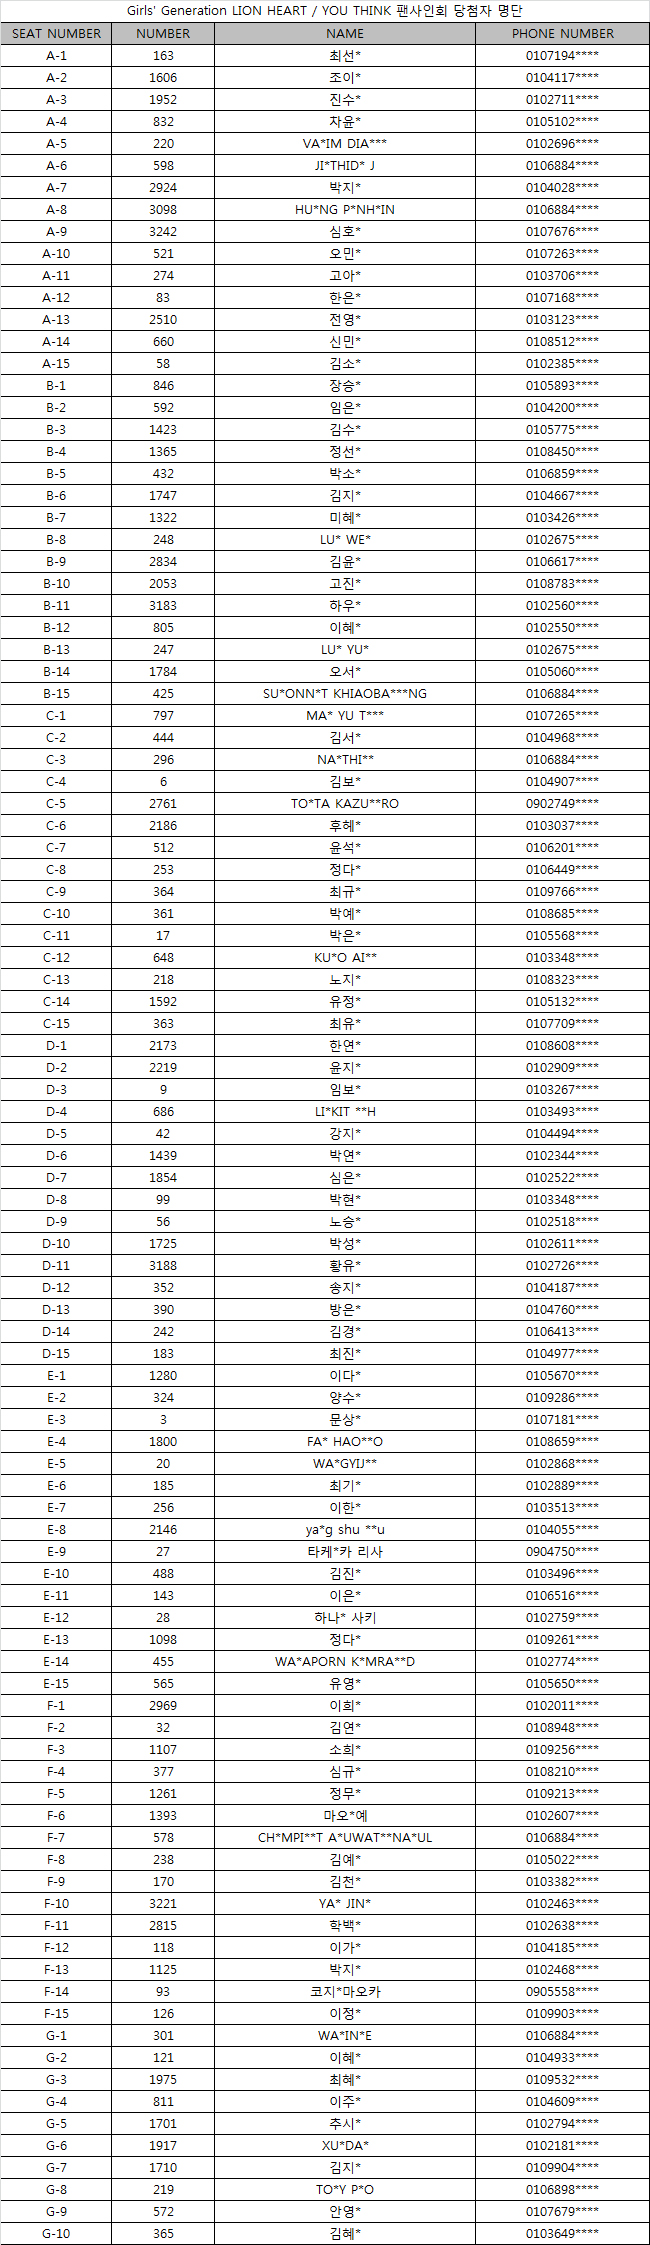 Girls' Generation LION HEART / YOU THINK 팬사인회 당첨자 명단
SEAT NUMBER NUMBER NAME PHONE NUMBER
A-1 163 최선* 0107194****
A-2 1606 조이* 0104117****
A-3 1952 진수* 0102711****
A-4 832 차윤* 0105102****
A-5 220 VA*IM DIA*** 0102696****
A-6 598 JI*THID* J 0106884****
A-7 2924 박지* 0104028****
A-8 3098 HU*NG P*NH*IN 0106884****
A-9 3242 심호* 0107676****
A-10 521 오민* 0107263****
A-11 274 고아* 0103706****
A-12 83 한은* 0107168****
A-13 2510 전영* 0103123****
A-14 660 신민* 0108512****
A-15 58 김소* 0102385****
B-1 846 장승* 0105893****
B-2 592 임은* 0104200****
B-3 1423 김수* 0105775****
B-4 1365 정선* 0108450****
B-5 432 박소* 0106859****
B-6 1747 김지* 0104667****
B-7 1322 미혜* 0103426****
B-8 248 LU* WE* 0102675****
B-9 2834 김윤* 0106617****
B-10 2053 고진* 0108783****
B-11 3183 하우* 0102560****
B-12 805 이혜* 0102550****
B-13 247 LU* YU* 0102675****
B-14 1784 오서* 0105060****
B-15 425 SU*ONN*T KHIAOBA***NG 0106884****
C-1 797 MA* YU T*** 0107265****
C-2 444 김서* 0104968****
C-3 296 NA*THI** 0106884****
C-4 6 김보* 0104907****
C-5 2761 TO*TA KAZU**RO 0902749****
C-6 2186 후헤* 0103037****
C-7 512 윤석* 0106201****
C-8 253 정다* 0106449****
C-9 364 최규* 0109766****
C-10 361 박예* 0108685****
C-11 17 박은* 0105568****
C-12 648 KU*O AI** 0103348****
C-13 218 노지* 0108323****
C-14 1592 유정* 0105132****
C-15 363 최유* 0107709****
D-1 2173 한연* 0108608****
D-2 2219 윤지* 0102909****
D-3 9 임보* 0103267****
D-4 686 LI*KIT **H 0103493****
D-5 42 강지* 0104494****
D-6 1439 박연* 0102344****
D-7 1854 심은* 0102522****
D-8 99 박현* 0103348****
D-9 56 노승* 0102518****
D-10 1725 박성* 0102611****
D-11 3188 황유* 0102726****
D-12 352 송지* 0104187****
D-13 390 방은* 0104760****
D-14 242 김경* 0106413****
D-15 183 최진* 0104977****
E-1 1280 이다* 0105670****
E-2 324 양수* 0109286****
E-3 3 문상* 0107181****
E-4 1800 FA* HAO**O 0108659****
E-5 20 WA*GYIJ** 0102868****
E-6 185 최기* 0102889****
E-7 256 이한* 0103513****
E-8 2146 ya*g shu **u 0104055****
E-9 27 타케*카 리사 0904750****
E-10 488 김진* 0103496****
E-11 143 이은* 0106516****
E-12 28 하나* 사키 0102759****
E-13 1098 정다* 0109261****
E-14 455 WA*APORN K*MRA**D 0102774****
E-15 565 유영* 0105650****
F-1 2969 이희* 0102011****
F-2 32 김연* 0108948****
F-3 1107 소희* 0109256****
F-4 377 심규* 0108210****
F-5 1261 정무* 0109213****
F-6 1393 마오*예 0102607****
F-7 578 CH*MPI**T A*UWAT**NA*UL 0106884****
F-8 238 김예* 0105022****
F-9 170 김천* 0103382****
F-10 3221 YA* JIN* 0102463****
F-11 2815 학백* 0102638****
F-12 118 이가* 0104185****
F-13 1125 박지* 0102468****
F-14 93 코지*마오카 0905558****
F-15 126 이정* 0109903****
G-1 301 WA*IN*E 0106884****
G-2 121 이혜* 0104933****
G-3 1975 최혜* 0109532****
G-4 811 이주* 0104609****
G-5 1701 추시* 0102794****
G-6 1917 XU*DA* 0102181****
G-7 1710 김지* 0109904****
G-8 219 TO*Y P*O 0106898****
G-9 572 안영* 0107679****
G-10 365 김혜* 0103649****